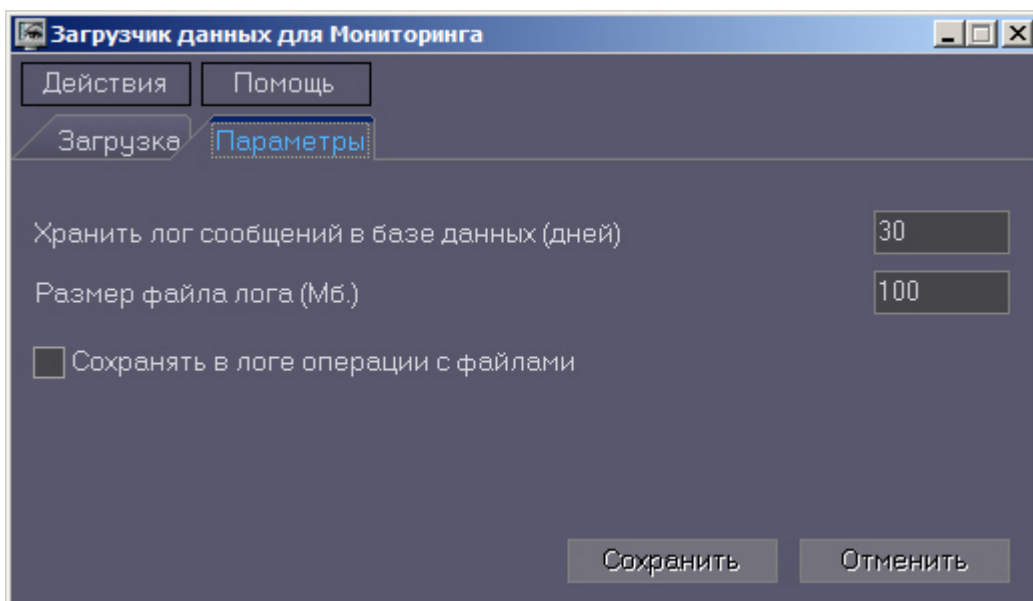 Загрузчик данных для Мониторинга
Действия Помощь
Загрузка Параметры
Хранить лог сообщений в базе данных (дней) 30
Размер файла лога (Мб.) 100
Сохранять в логе операции с файлами
Сохранить Отменить